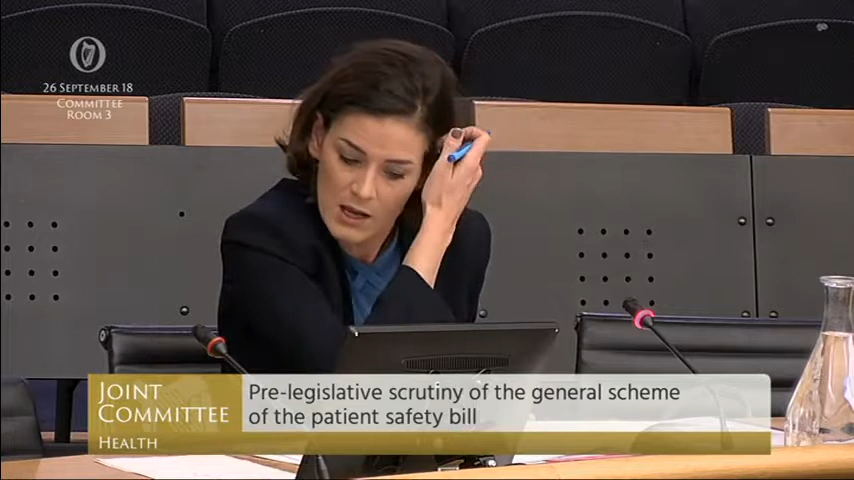 26 September 18
Committee
Room 3
Joint
Committee
Health
Pre-legislative scrutiny of the general scheme
of the patient safety bill